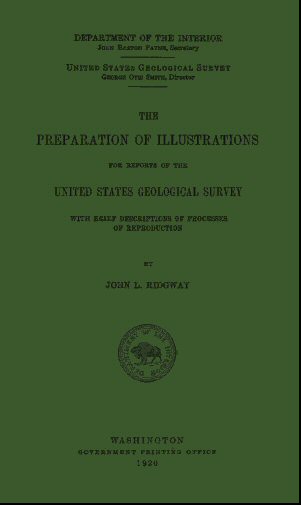 DEPARTMENT OF THE INTERIOR
JOHN BARTON PAYNE, Secretary
UNITED STATES GEOLOGICAL SURVEY
GEORGE OTIS SMITH, Director
THE
PREPARATION OF ILLUSTRATIONS
FOR REPORTS OF THE
UNITED STATES GEOLOGICAL SURVEY
WITH BRIEF DESCRIPTIONS OF PROCESSES
OF REPRODUCTION
BY
JOHN L. RIDGWAY
WASHINGTON
GOVERNMENT PRINTING OFFICE
1920